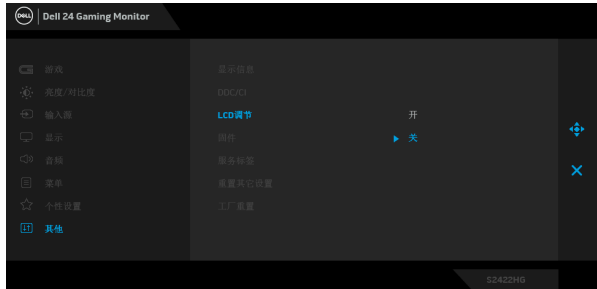 DELL Dell 24 Gaming Monitor
游戏
亮度/对比度
输入源
显示
音频
菜单
个性设置
其他
显示信息
DDC/CI
LCD调节
固件
服务标签
重置其它设置
工厂重置
开
关
S2422HG